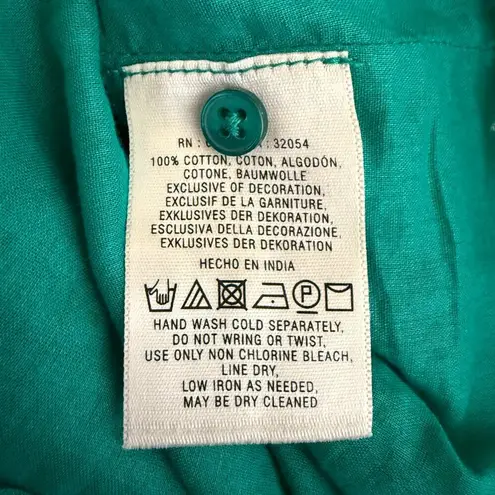 RN : : 32054
100% COTTON, COTON, ALGODÓN,
COTONE, BAUMWOLLE
EXCLUSIVE OF DECORATION,
EXCLUSIF DE LA GARNITURE,
EXKLUSIVES DER DEKORATION,
ESCLUSIVA DELLA DECORAZIONE,
EXKLUSIVES DER DEKORATION
HECHO EN INDIA
P
HAND WASH COLD SEPARATELY,
DO NOT WRING OR TWIST,
USE ONLY NON CHLORINE BLEACH,
LINE DRY,
LOW IRON AS NEEDED,
MAY BE DRY CLEANED